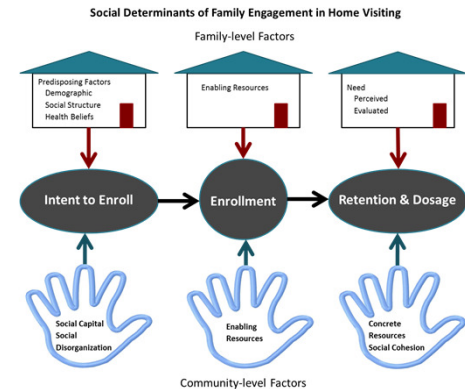 Social Determinants of Family Engagement in Home Visiting
Family-level Factors
Predisposing Factors
Demographic
Social Structure
Health Beliefs
Enabling Resources
Need
Perceived
Evaluated
Intent to Enroll
Enrollment
Retention & Dosage
Social Capital
Social
Disorganization
Enabling
Resources
Concrete
Resources
Social Cohesion
Community-level Factors